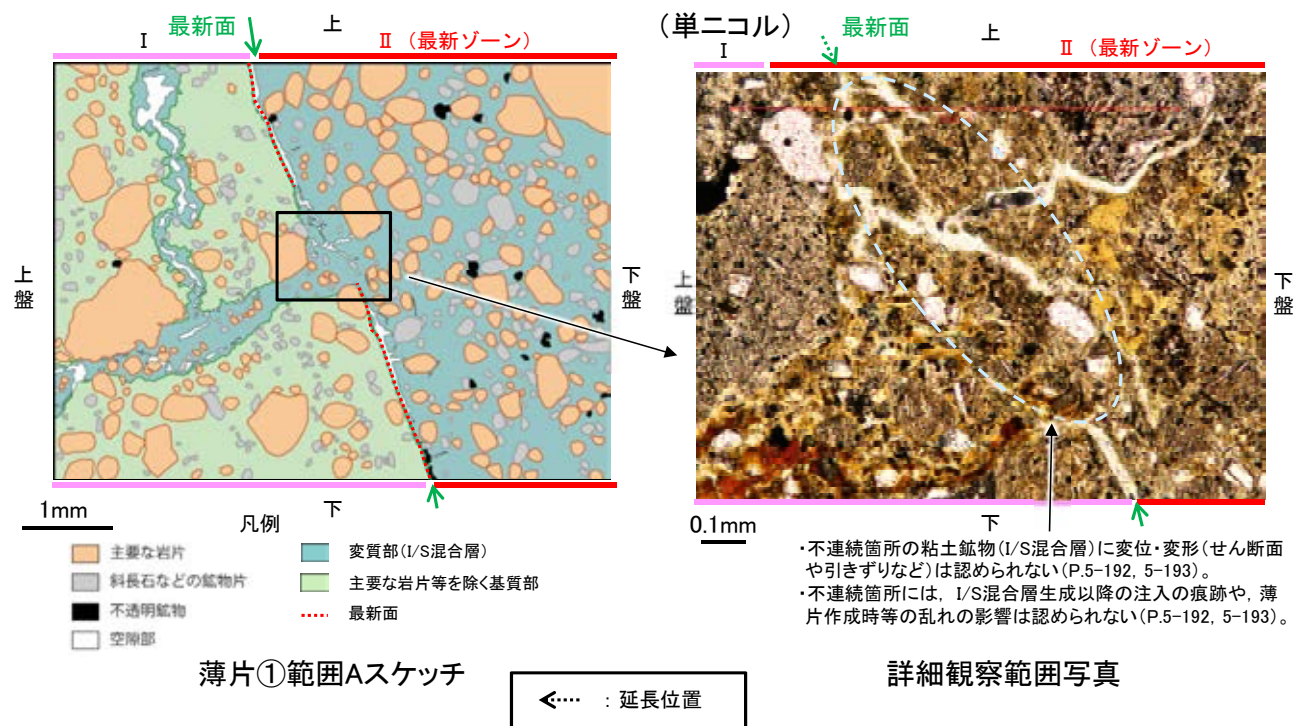 最新面
上
I
II (最新ゾーン)
上盤
下盤
下
1mm
凡例
主要な岩片
斜長石などの鉱物片
不透明鉱物
空隙部
変質部(I/S混合層)
主要な岩片等を除く基質部
最新面
薄片①範囲Aスケッチ
(単ニコル)
最新面
上
I
II (最新ゾーン)
上盤
下盤
下
0.1mm
・不連続箇所の粘土鉱物(I/S混合層)に変位・変形(せん断面
や引きずりなど)は認められない(P.5-192, 5-193)。
・不連続箇所には, I/S混合層生成以降の注入の痕跡や, 薄
片作成時等の乱れの影響は認められない(P.5-192, 5-193)。
詳細観察範囲写真
: 延長位置